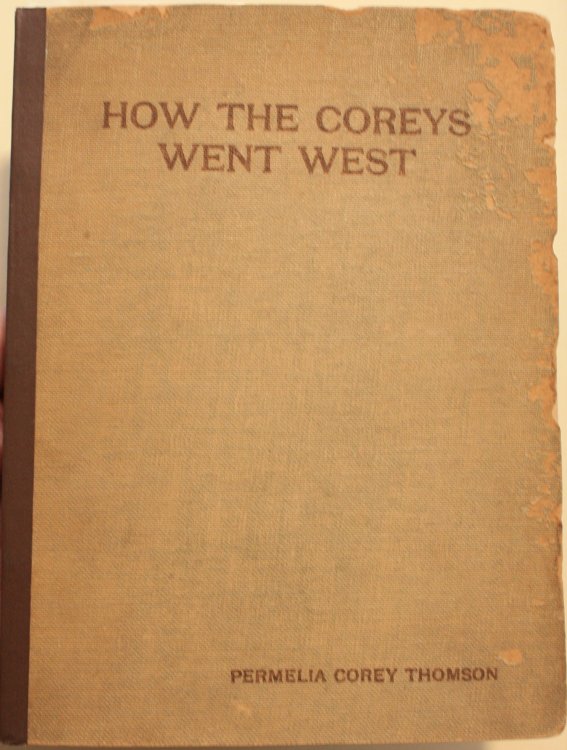 HOW THE COREYS
WENT WEST
PERMELIA COREY THOMSON